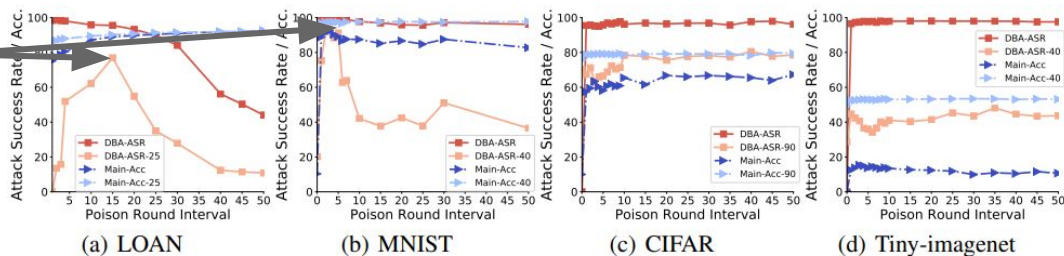 Attack Success Rate / Acc.
100
80
60
40
20
0
5 10 15 20 25 30 35 40 45 50
Poison Round Interval
DBA-ASR
DBA-ASR-25
Main-Acc
Main-Acc-25
(a) LOAN
Attack Success Rate / Acc.
100
80
60
40
20
0
5 10 15 20 25 30 35 40 45 50
Poison Round Interval
DBA-ASR
DBA-ASR-40
Main-Acc
Main-Acc-40
(b) MNIST
Attack Success Rate / Acc.
100
80
60
40
20
0
5 10 15 20 25 30 35 40 45 50
Poison Round Interval
DBA-ASR
DBA-ASR-90
Main-Acc
Main-Acc-90
(c) CIFAR
Attack Success Rate / Acc.
100
80
60
40
20
0
5 10 15 20 25 30 35 40 45 50
Poison Round Interval
DBA-ASR
DBA-ASR-40
Main-Acc
Main-Acc-40
(d) Tiny-imagenet